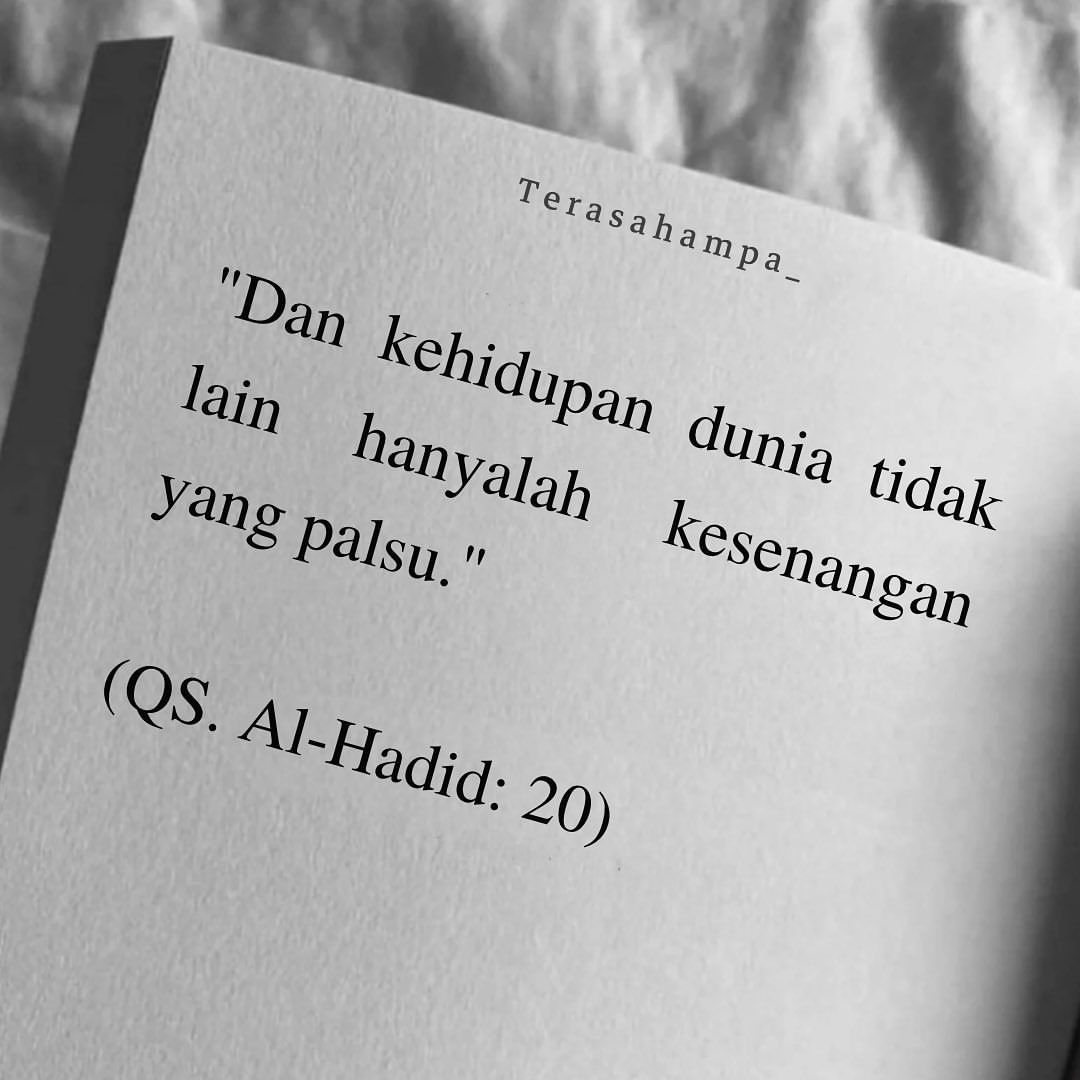 Terasahampa_
"Dan kehidupan dunia tidak
lain hanyalah kesenangan
yang palsu."
(QS. Al-Hadid: 20)